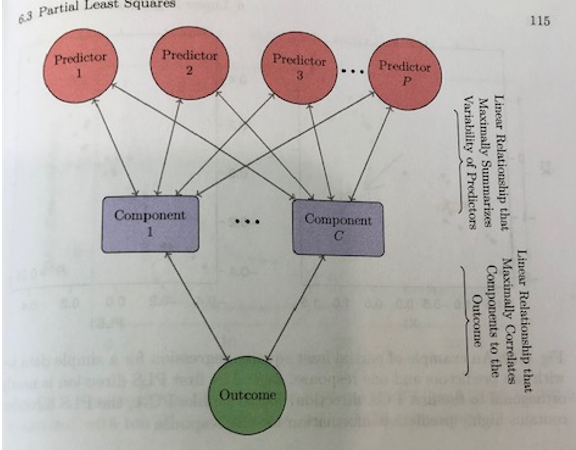 6.3 Partial Least Squares
115
Predictor
1
Predictor
2
Predictor
3
...
Predictor
P
Linear Relationship that
Maximally Summarizes
Variability of Predictors
Component
1
...
Component
C
Linear Relationship that
Maximally Correlates
Components to the
Outcome
Outcome